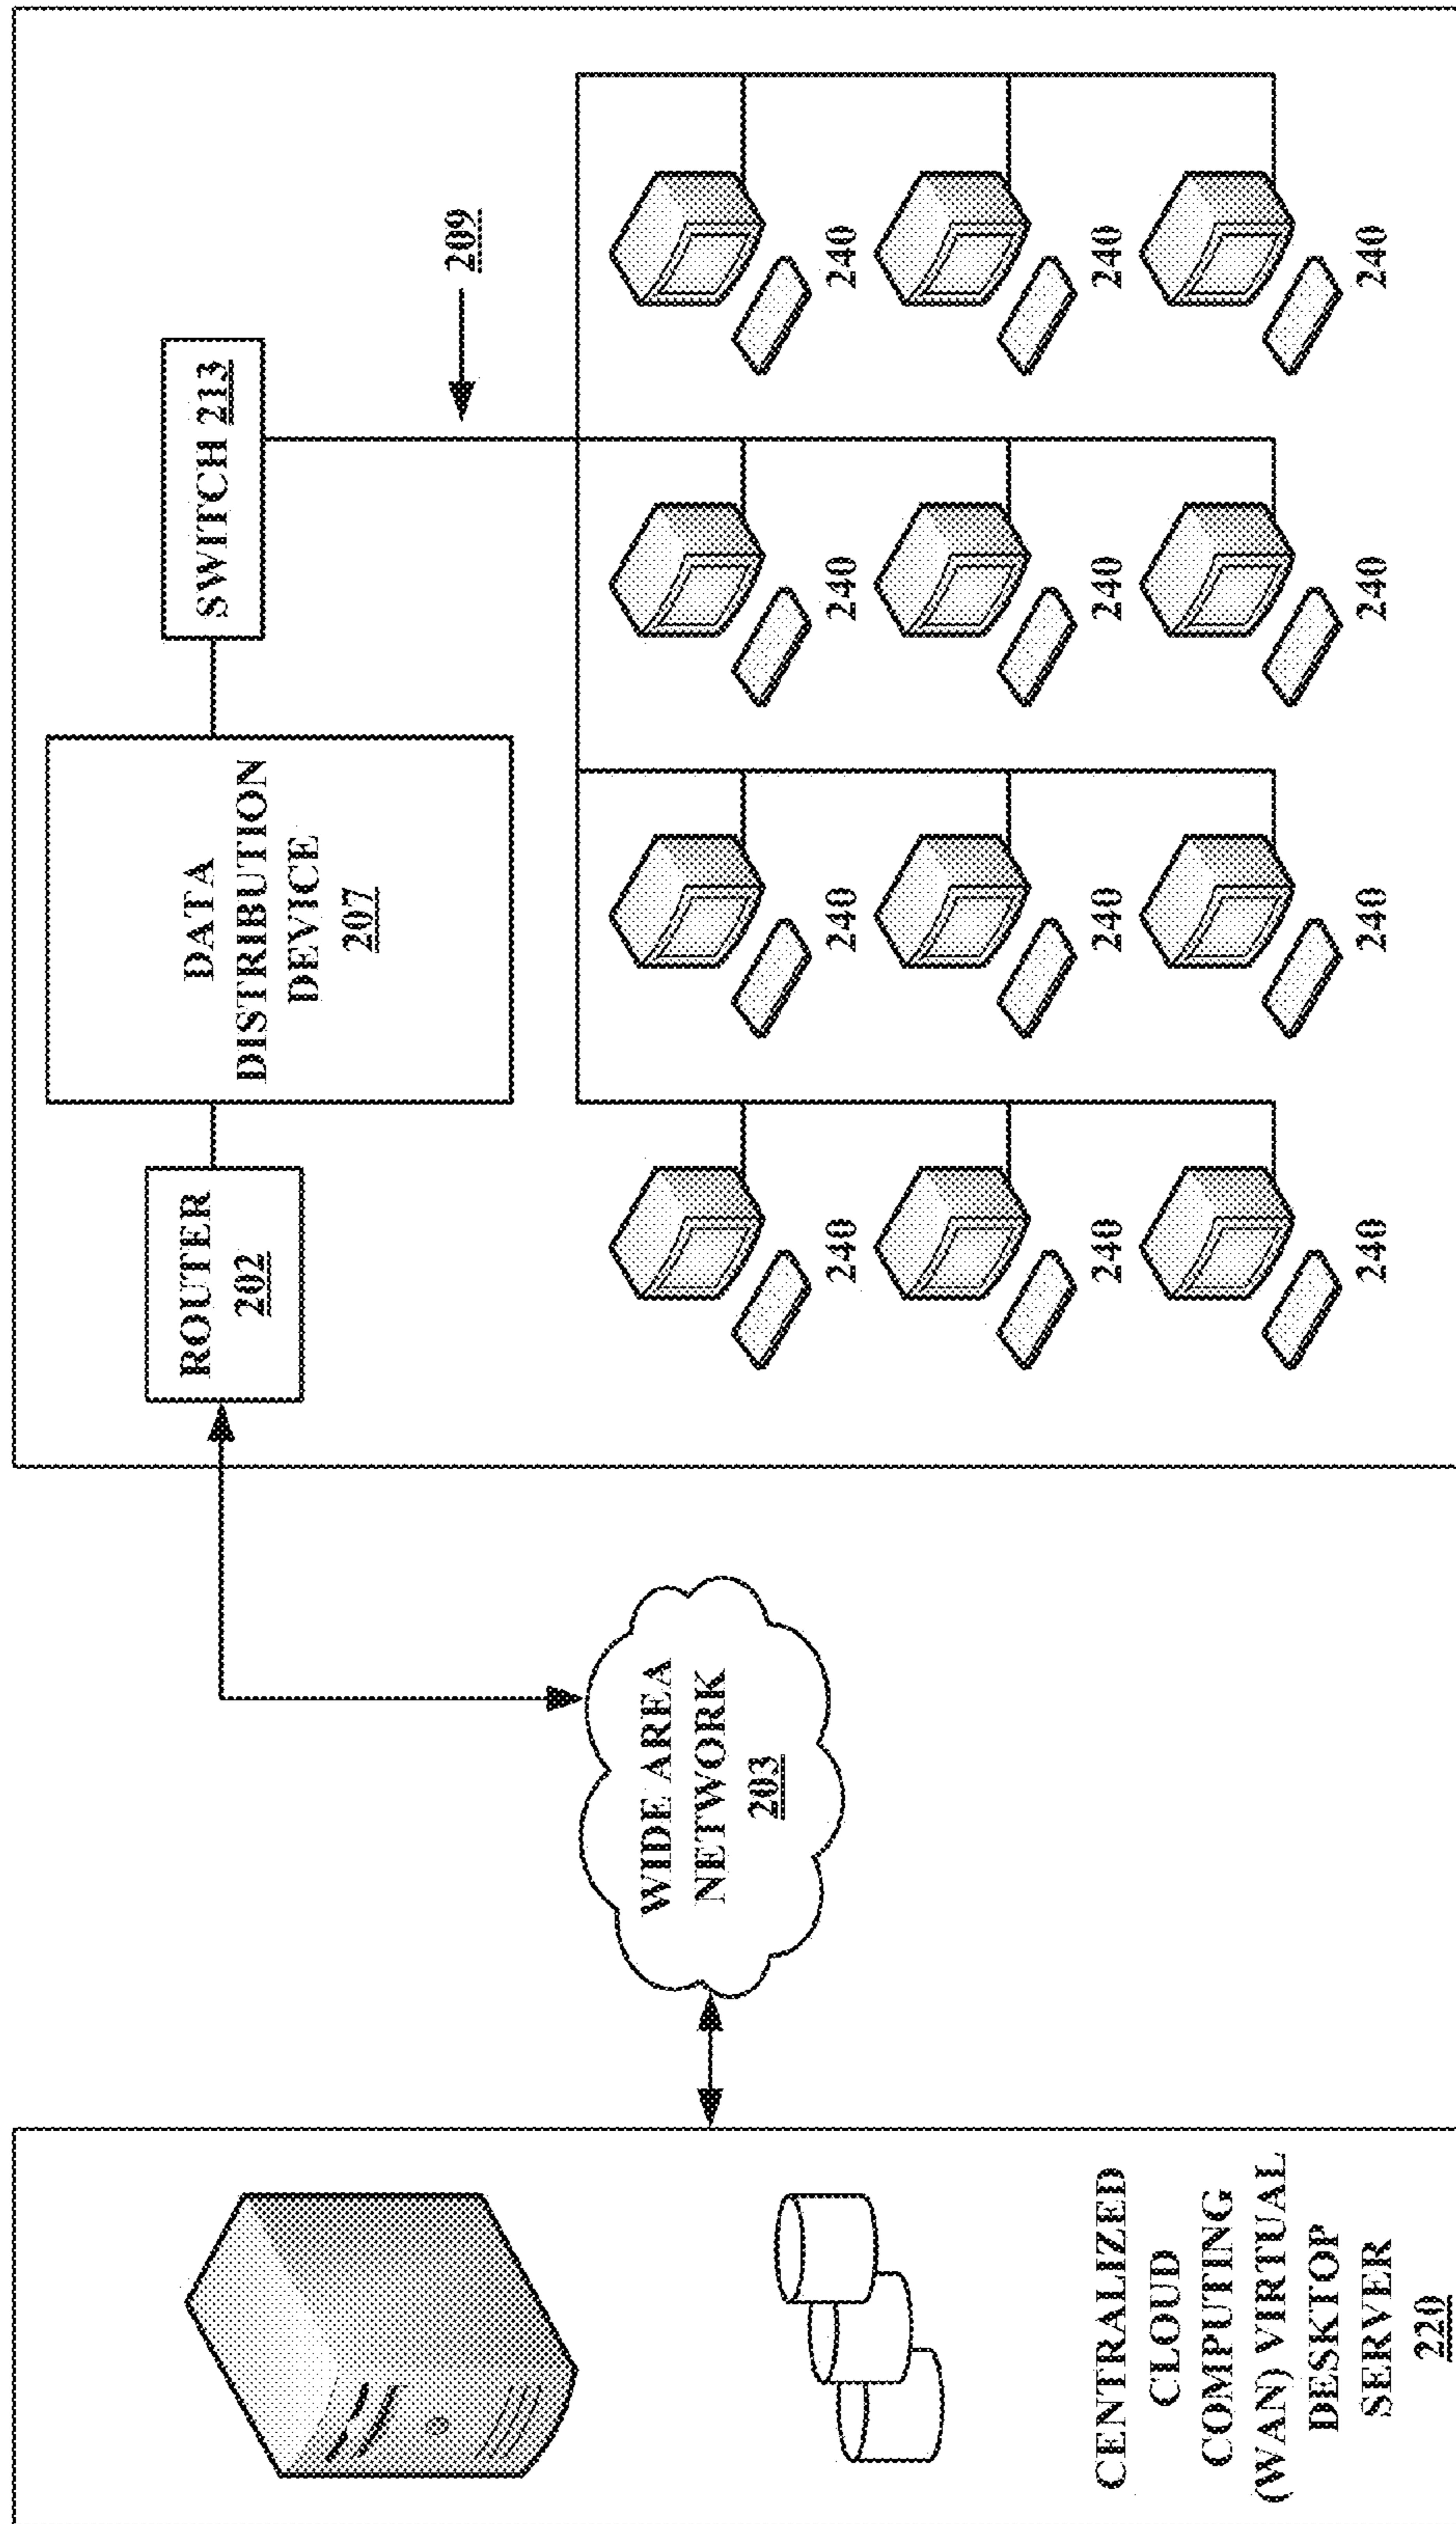 CENTRALIZED
CLOUD
COMPUTING
(WAN) VIRTUAL
DESKTOP
SERVER
220
WIDE AREA
NETWORK
203
ROUTER
202
DATA
DISTRIBUTION
DEVICE
207
SWITCH 213
209
240
240
240
240
240
240
240
240
240
240
240
240